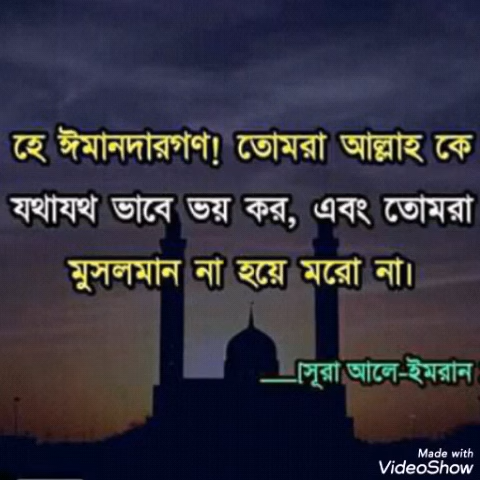 হে ঈমানদারগণ! তোমরা আল্লাহ কে
যথাযথ ভাবে ভয় কর, এবং তোমরা
মুসলমান না হয়ে মরো না।
___[সূরা আলে-ইমরান
Made with
VideoShow